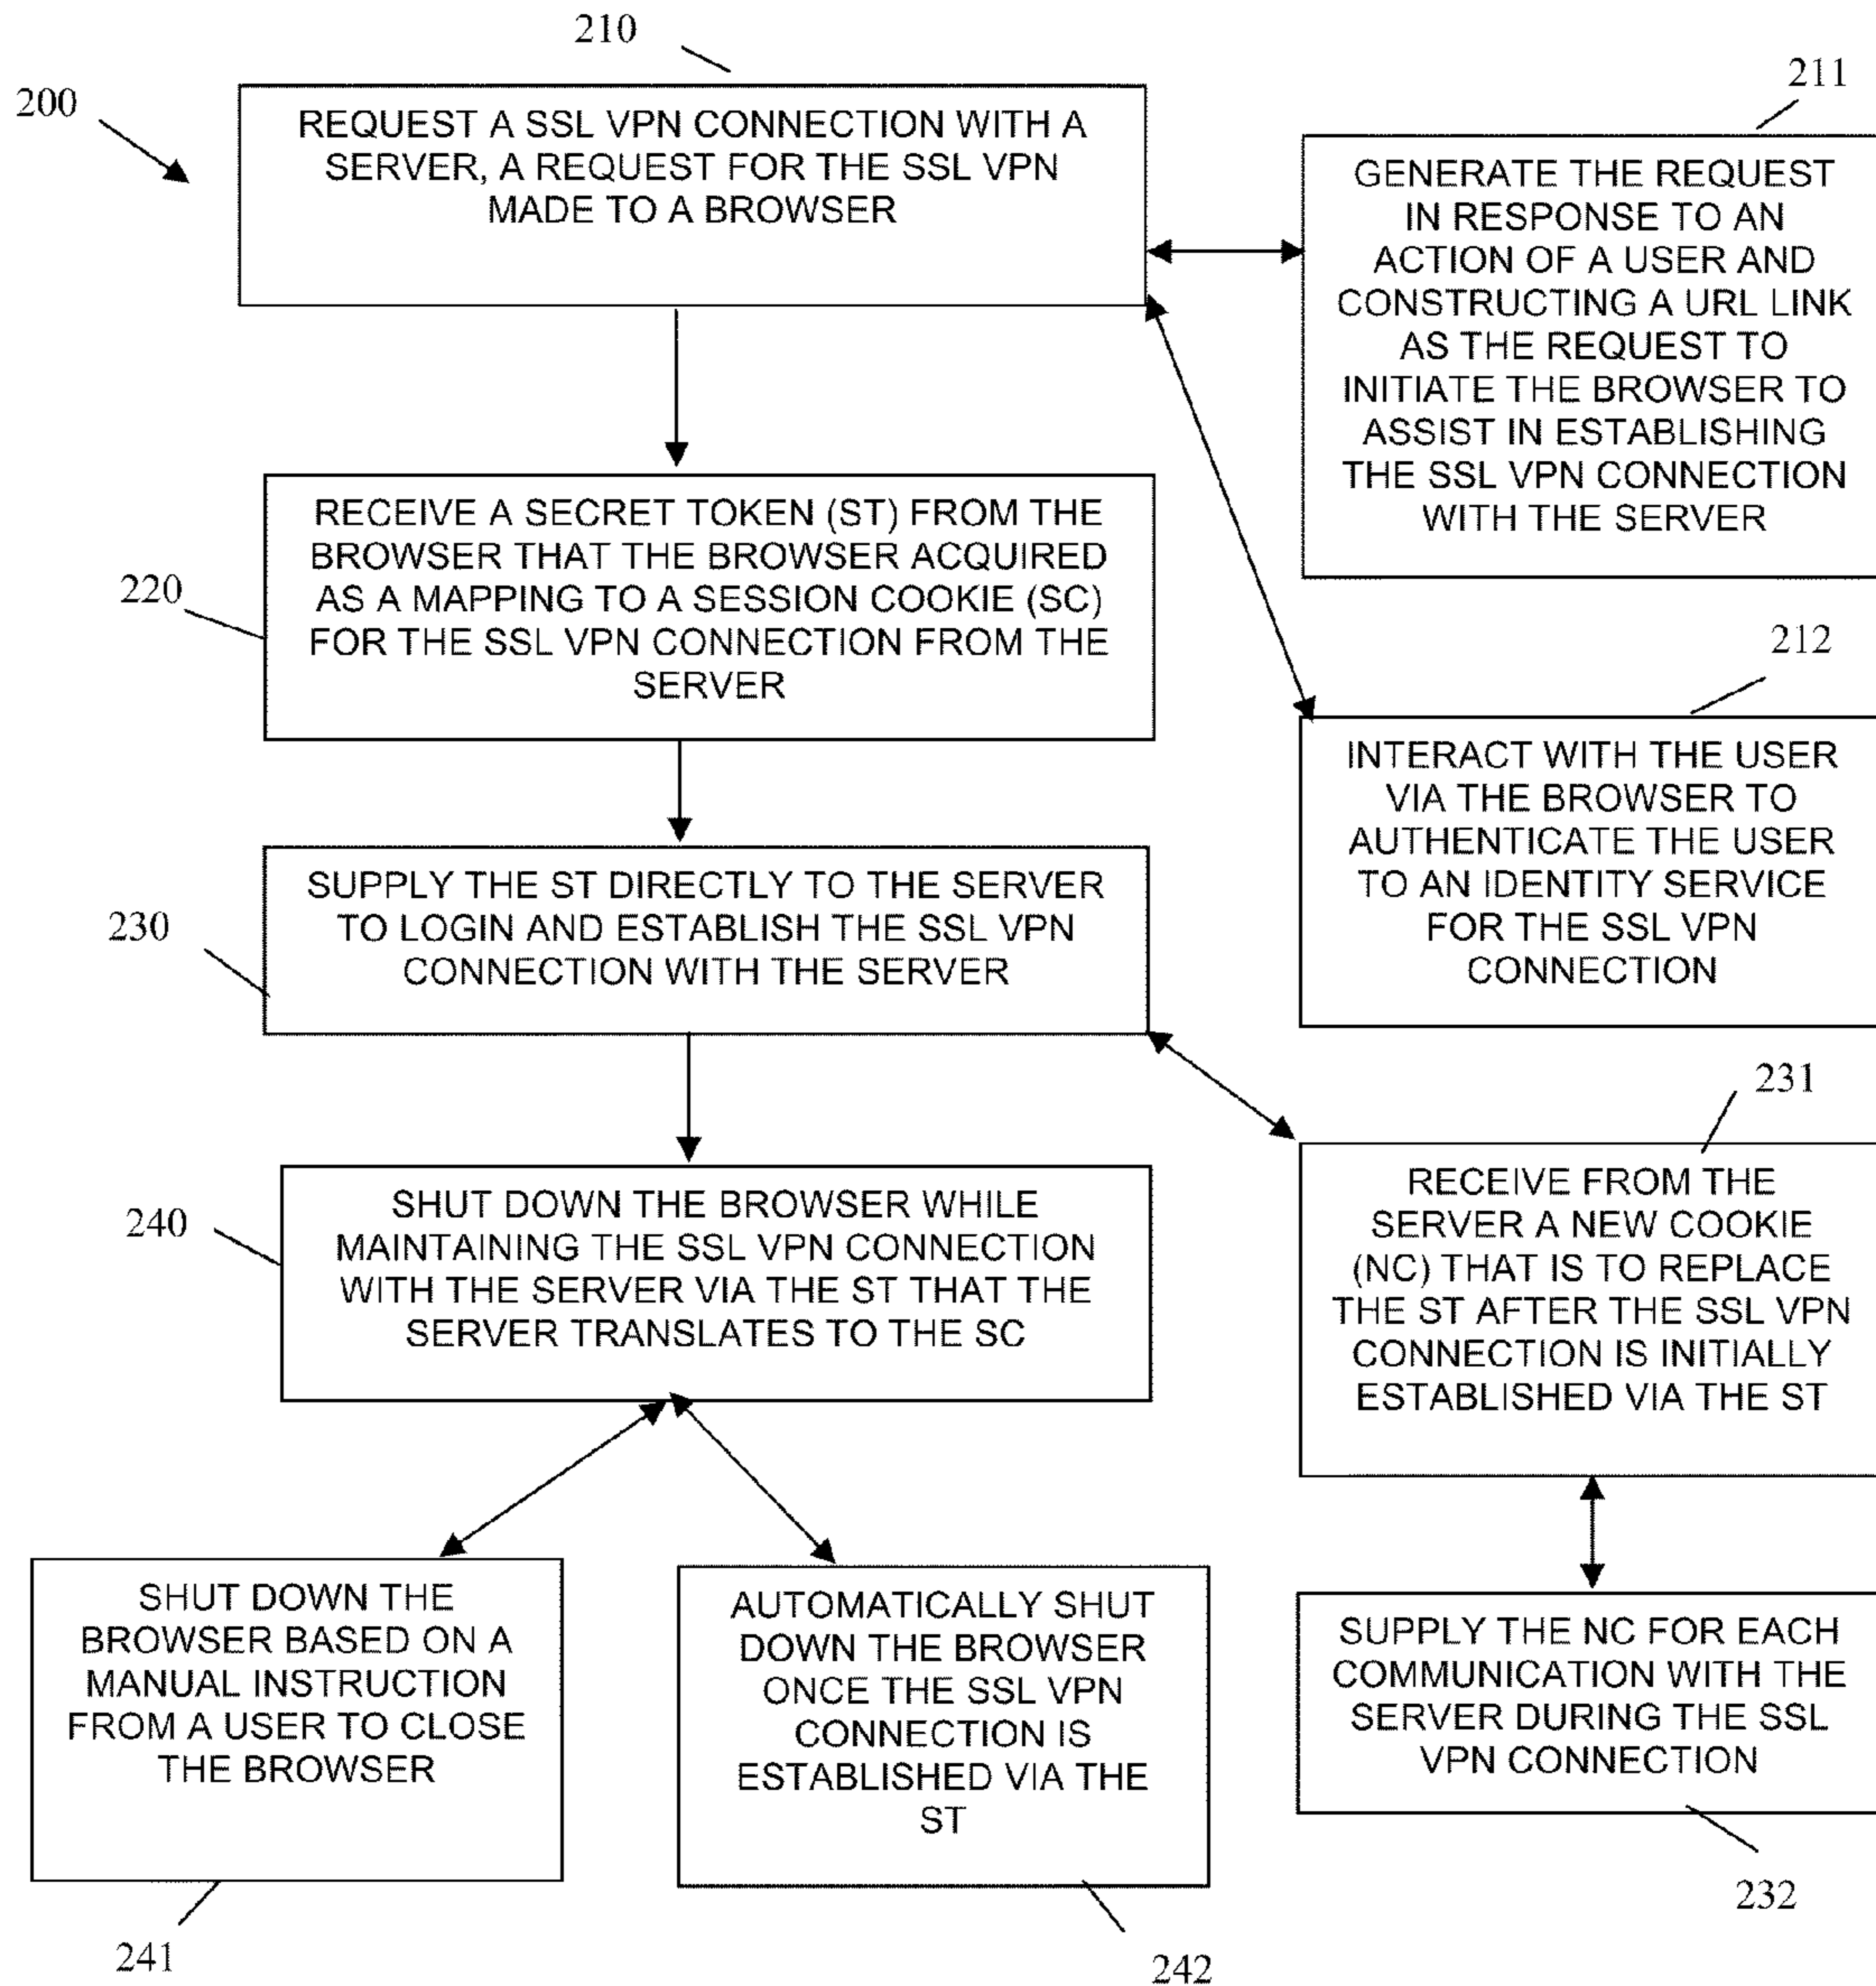 210
200
REQUEST A SSL VPN CONNECTION WITH A
SERVER, A REQUEST FOR THE SSL VPN
MADE TO A BROWSER
211
GENERATE THE REQUEST
IN RESPONSE TO AN
ACTION OF A USER AND
CONSTRUCTING A URL LINK
AS THE REQUEST TO
INITIATE THE BROWSER TO
ASSIST IN ESTABLISHING
THE SSL VPN CONNECTION
WITH THE SERVER
220
RECEIVE A SECRET TOKEN (ST) FROM THE
BROWSER THAT THE BROWSER ACQUIRED
AS A MAPPING TO A SESSION COOKIE (SC)
FOR THE SSL VPN CONNECTION FROM THE
SERVER
212
INTERACT WITH THE USER
VIA THE BROWSER TO
AUTHENTICATE THE USER
TO AN IDENTITY SERVICE
FOR THE SSL VPN
CONNECTION
230
SUPPLY THE ST DIRECTLY TO THE SERVER
TO LOGIN AND ESTABLISH THE SSL VPN
CONNECTION WITH THE SERVER
231
RECEIVE FROM THE
SERVER A NEW COOKIE
(NC) THAT IS TO REPLACE
THE ST AFTER THE SSL VPN
CONNECTION IS INITIALLY
ESTABLISHED VIA THE ST
240
SHUT DOWN THE BROWSER WHILE
MAINTAINING THE SSL VPN CONNECTION
WITH THE SERVER VIA THE ST THAT THE
SERVER TRANSLATES TO THE SC
SHUT DOWN THE
BROWSER BASED ON A
MANUAL INSTRUCTION
FROM A USER TO CLOSE
THE BROWSER
241
AUTOMATICALLY SHUT
DOWN THE BROWSER
ONCE THE SSL VPN
CONNECTION IS
ESTABLISHED VIA THE
ST
242
SUPPLY THE NC FOR EACH
COMMUNICATION WITH THE
SERVER DURING THE SSL
VPN CONNECTION
232